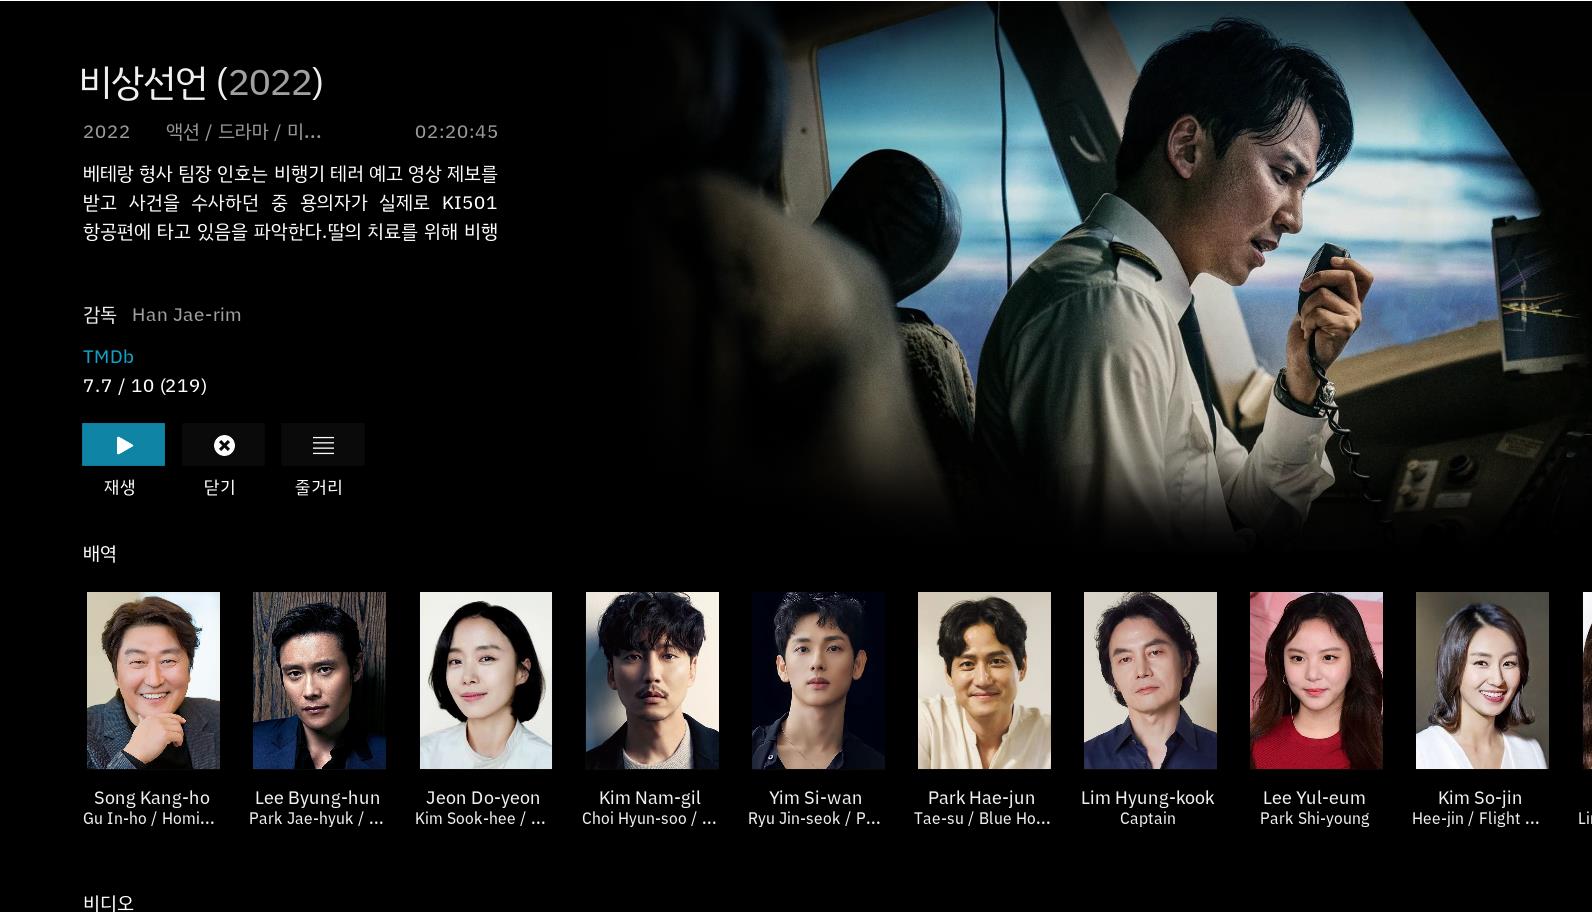 비상선언 (2022)
2022 액션 / 드라마 / 미... 02:20:45
베테랑 형사 팀장 인호는 비행기 테러 예고 영상 제보를
받고 사건을 수사하던 중 용의자가 실제로 KI501
항공편에 타고 있음을 파악한다.딸의 치료를 위해 비행
감독 Han Jae-rim
TMDb
7.7 / 10 (219)
재생 닫기 줄거리
배역
Song Kang-ho Lee Byung-hun Jeon Do-yeon Kim Nam-gil Yim Si-wan Park Hae-jun Lim Hyung-kook Lee Yul-eum Kim So-jin
Gu In-ho / Homi... Park Jae-hyuk / ... Kim Sook-hee / ... Choi Hyun-soo / ... Ryu Jin-seok / P... Tae-su / Blue Ho... Captain Park Shi-young Hee-jin / Flight ...
비디오